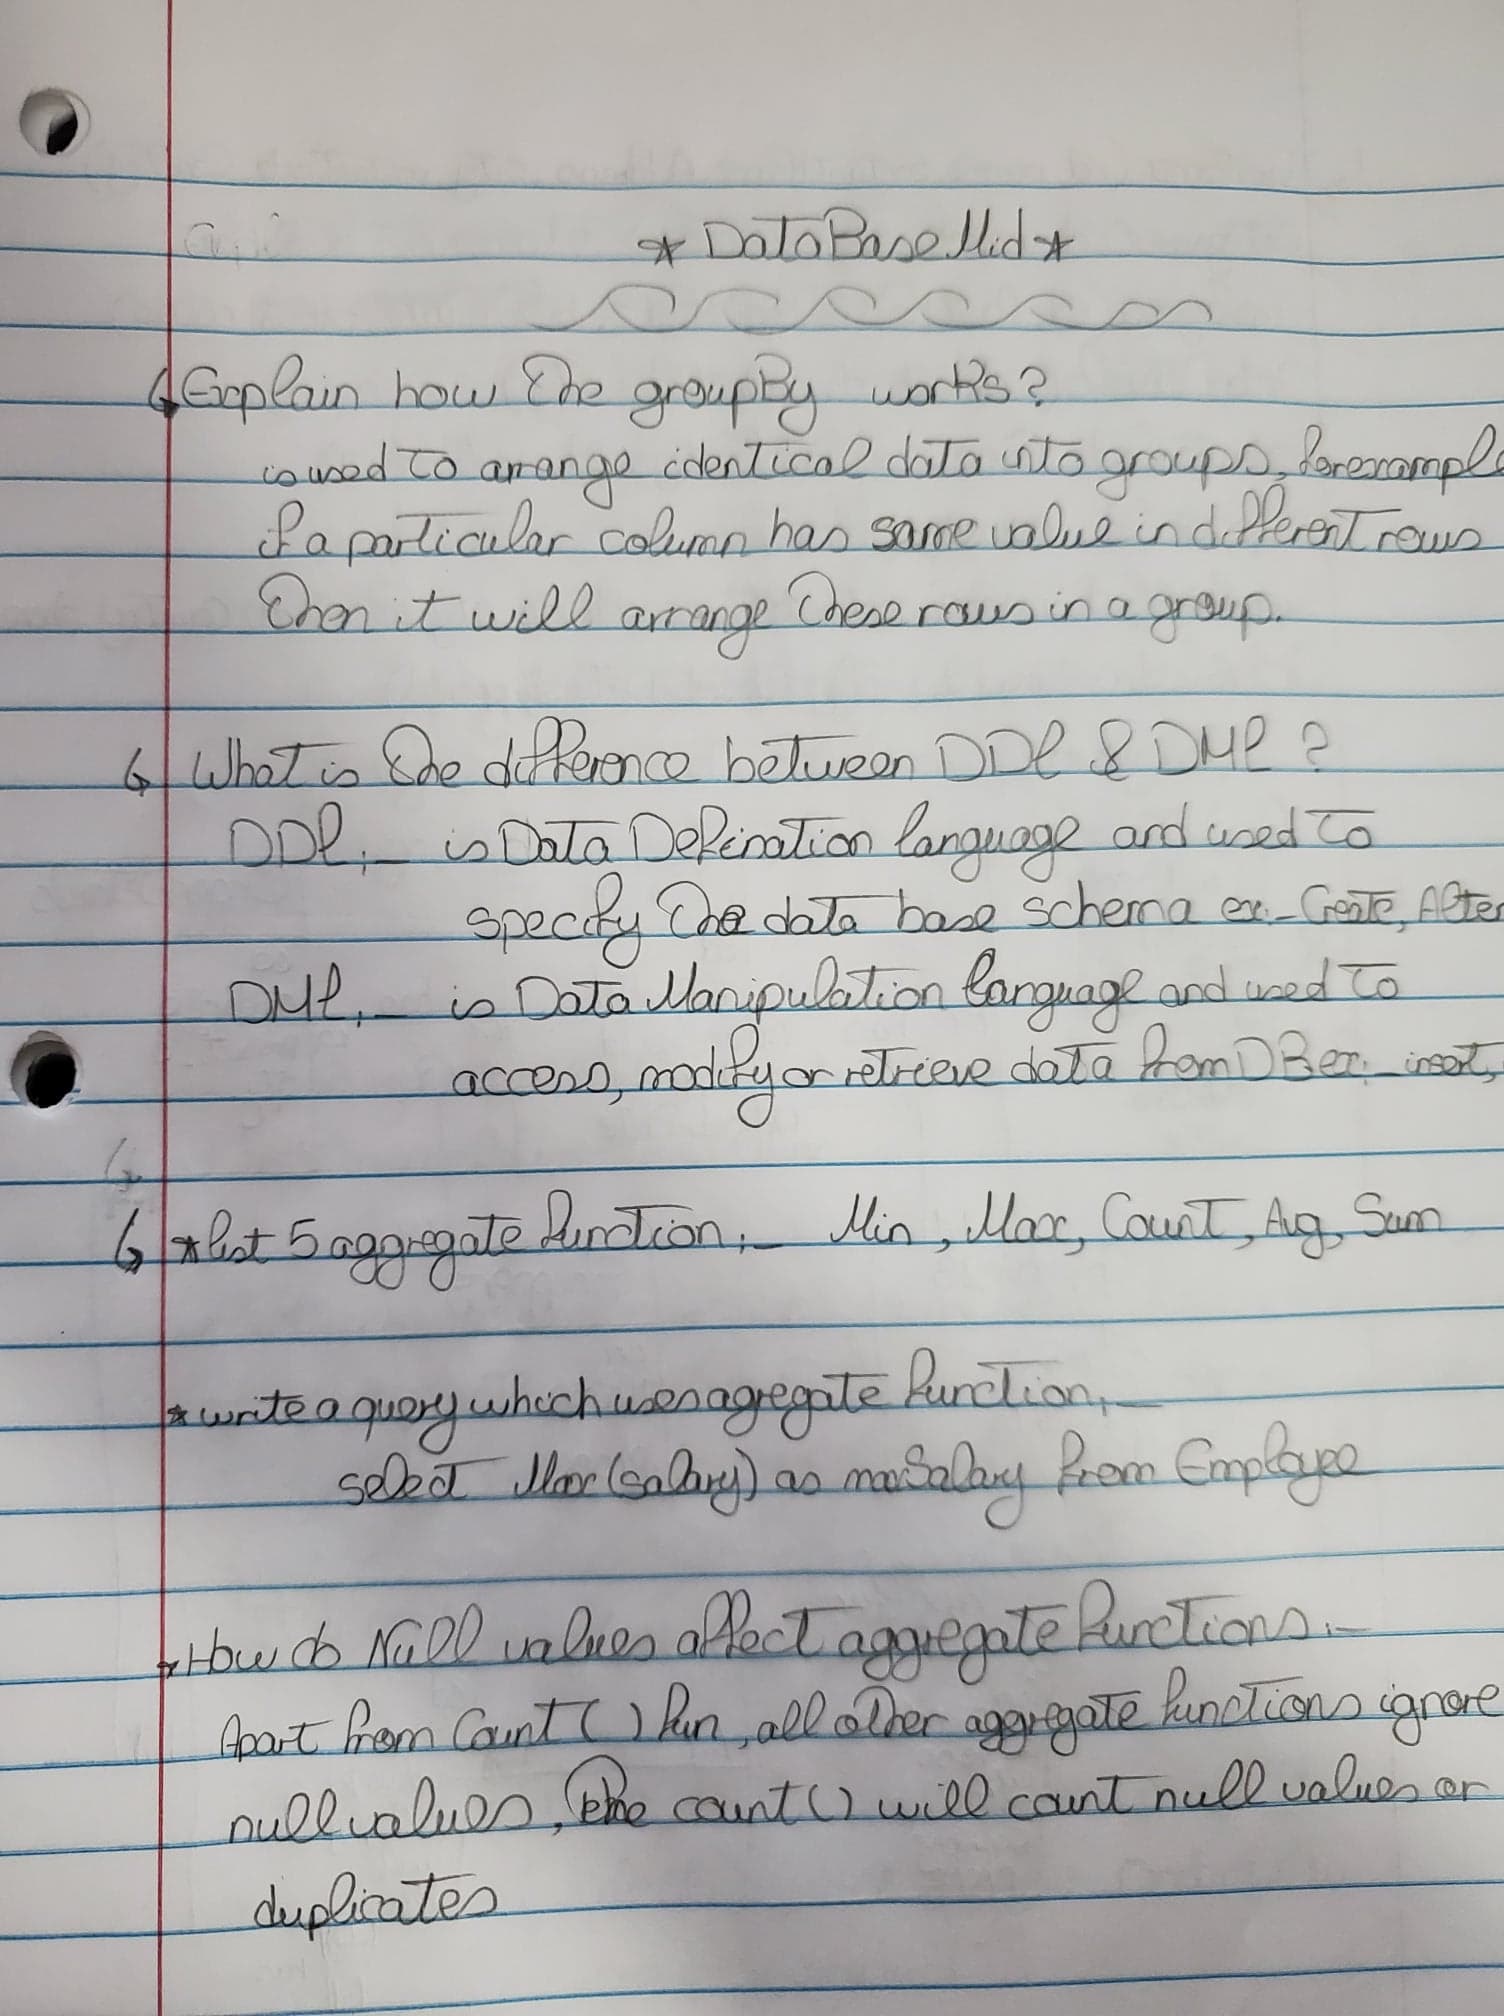 * DataBase Mid *
Explain how the groupBy works?
is used to arrange identical data into groups, for example
if a particular column has same value in different rows
then it will arrange these rows in a group.
What is the difference between DDL & DML ?
DDL:- is Data Defination language and used to
specify the data base schema ex:- Create, Alter
DML:- is Data Manipulation language and used to
access, modify or retrieve data from DB ex:- insert,
* list 5 aggregate function:- Min, Max, Count, Avg, Sum
* write a query which uses agregate function:-
select Max (salary) as maxSalary from Employee
* How do Null values affect aggregate functions:-
Apart from Count ( ) fun, all other aggregate functions ignore
null values, the count ( ) will count null values or
duplicates